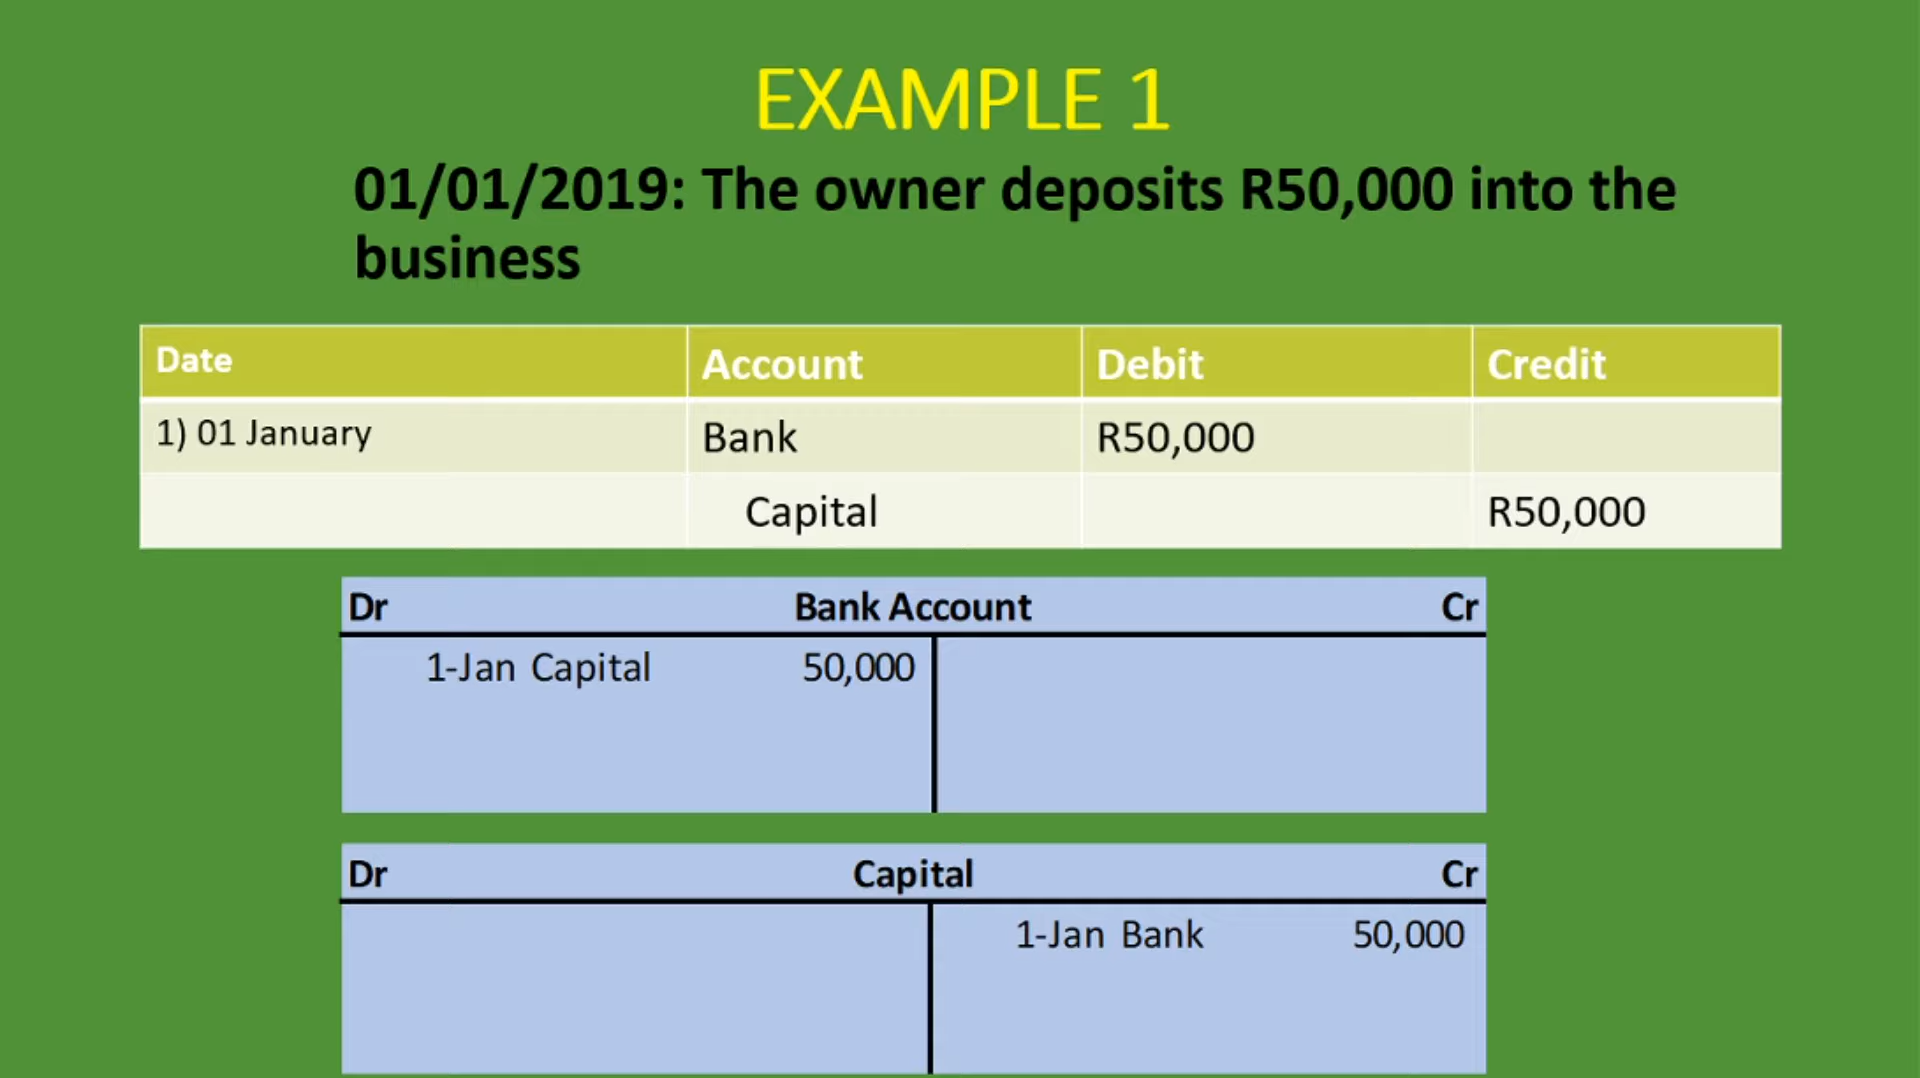 EXAMPLE 1
01/01/2019: The owner deposits R50,000 into the
business
Date Account Debit Credit
1) 01 January Bank R50,000
Capital R50,000
Dr Bank Account Cr
1-Jan Capital 50,000
Dr Capital Cr
1-Jan Bank 50,000